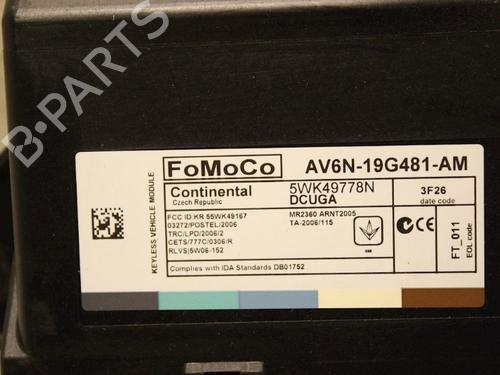 B-PARTS
FoMoCo
AV6N-19G481-AM
KEYLESS VEHICLE MODULE
Continental
Czech Republic
5WK49778N
DCUGA
3F26
date code
FCC ID: KR 55WK49167
03272/POSTEL/2006
TRC/LPD/2006/2
CETS/777C/0306/R
RLVS|5W06-152
MR2360 ARNT2005
TA-2006/115
FT_011
EOL code
Complies with IDA Standards DB01752